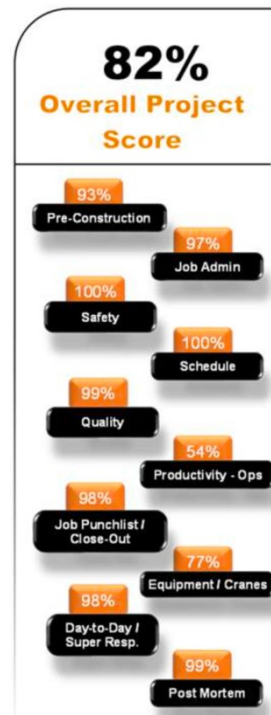 82%
Overall Project
Score
93%
Pre-Construction
97%
Job Admin
100%
Safety
100%
Schedule
99%
Quality
54%
Productivity - Ops
98%
Job Punchlist /
Close-Out
77%
Equipment / Cranes
98%
Day-to-Day /
Super Resp.
99%
Post Mortem